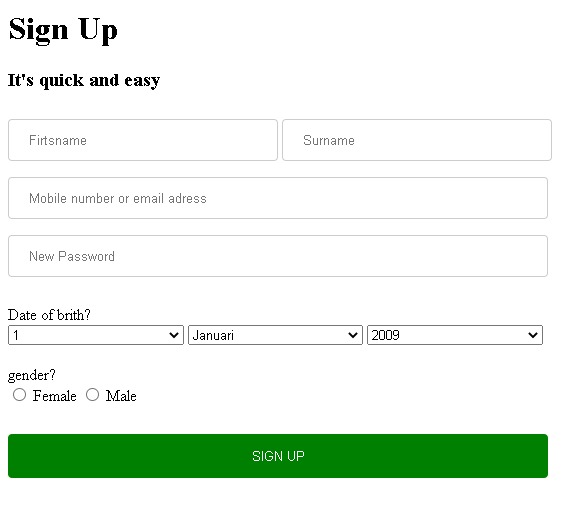 Sign Up
It's quick and easy
Firtsname Surname
Mobile number or email adress
New Password
Date of brith?
1 Januari 2009
gender?
Female Male
SIGN UP